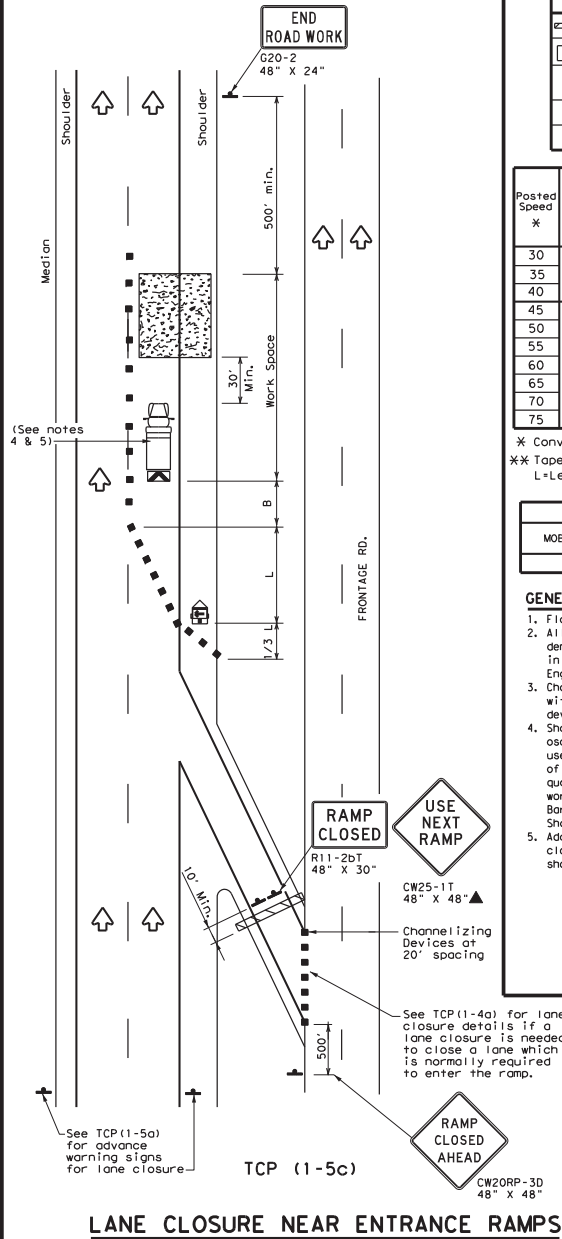 END
ROAD WORK
G20-2
48" X 24"
Shoulder
Shoulder
Median
500' min.
30'
Min.
Work Space
(See notes
4 & 5)
B
L
1/3 L
FRONTAGE RD.
RAMP
CLOSED
R11-2bT
48" X 30"
USE
NEXT
RAMP
CW25-1T
48" X 48"▲
10' Min.
Channelizing
Devices at
20' spacing
See TCP(1-4a) for lane
closure details if a
lane closure is needed
to close a lane which
is normally required
to enter the ramp.
500'
RAMP
CLOSED
AHEAD
CW20RP-3D
48" X 48"
See TCP(1-5a)
for advance
warning signs
for lane closure
TCP (1-5c)
LANE CLOSURE NEAR ENTRANCE RAMPS
Posted
Speed
*
30
35
40
45
50
55
60
65
70
75
* Conv
** Tape
L=Le
MOB
GENE
1. Fl
2. Al
der
in
Eng
3. Cha
wi
dev
4. Sho
osc
use
of
qua
wor
Bar
Sha
5. Add
clo
sho